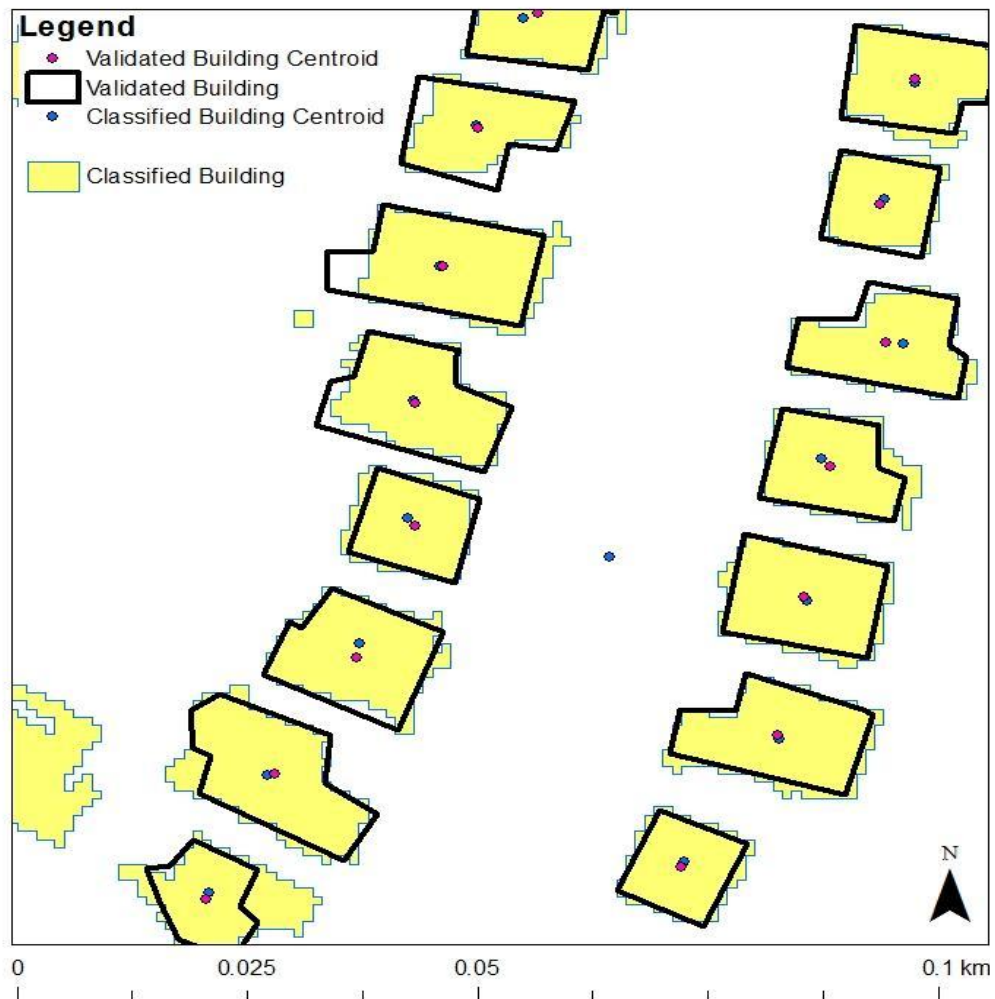 Legend
Validated Building Centroid
Validated Building
Classified Building Centroid
Classified Building
N
0 0.025 0.05 0.1 km